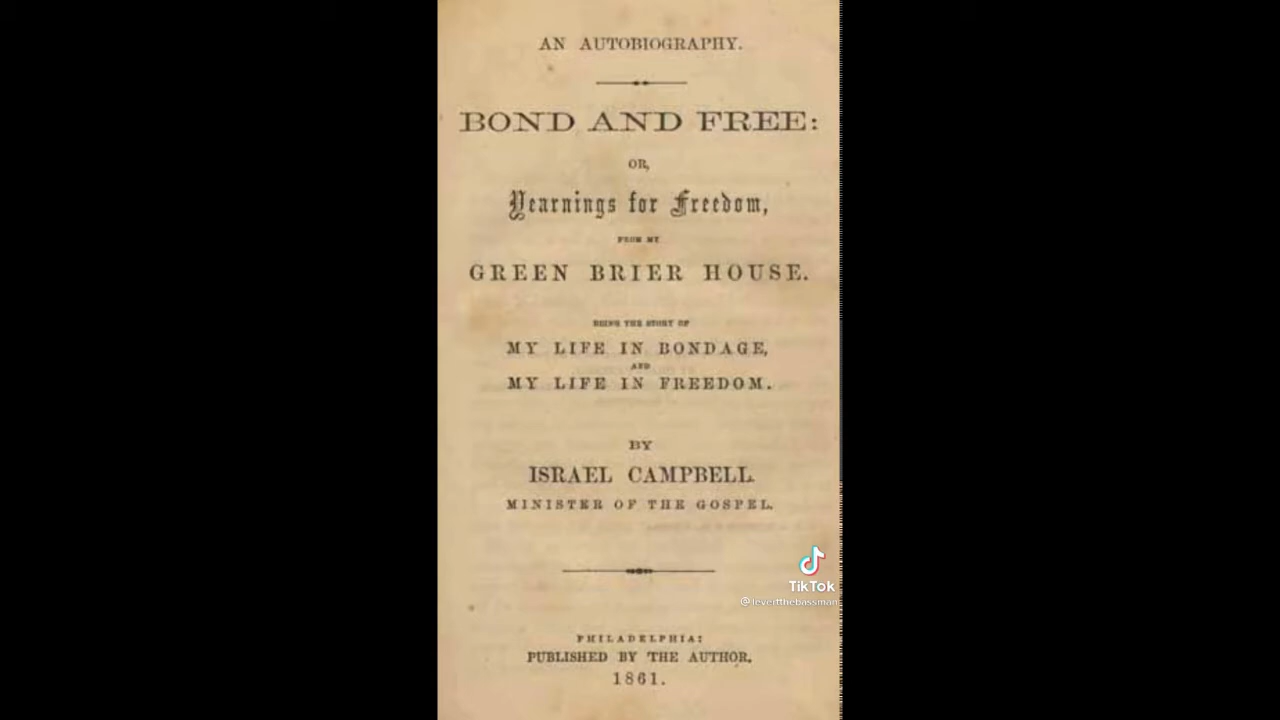 AN AUTOBIOGRAPHY.
BOND AND FREE:
OR,
Yearnings for Freedom,
FROM MY
GREEN BRIER HOUSE.
BEING THE STORY OF
MY LIFE IN BONDAGE,
AND
MY LIFE IN FREEDOM.
BY
ISRAEL CAMPBELL.
MINISTER OF THE GOSPEL.
TikTok
@levertthebassman
PHILADELPHIA:
PUBLISHED BY THE AUTHOR.
1861.